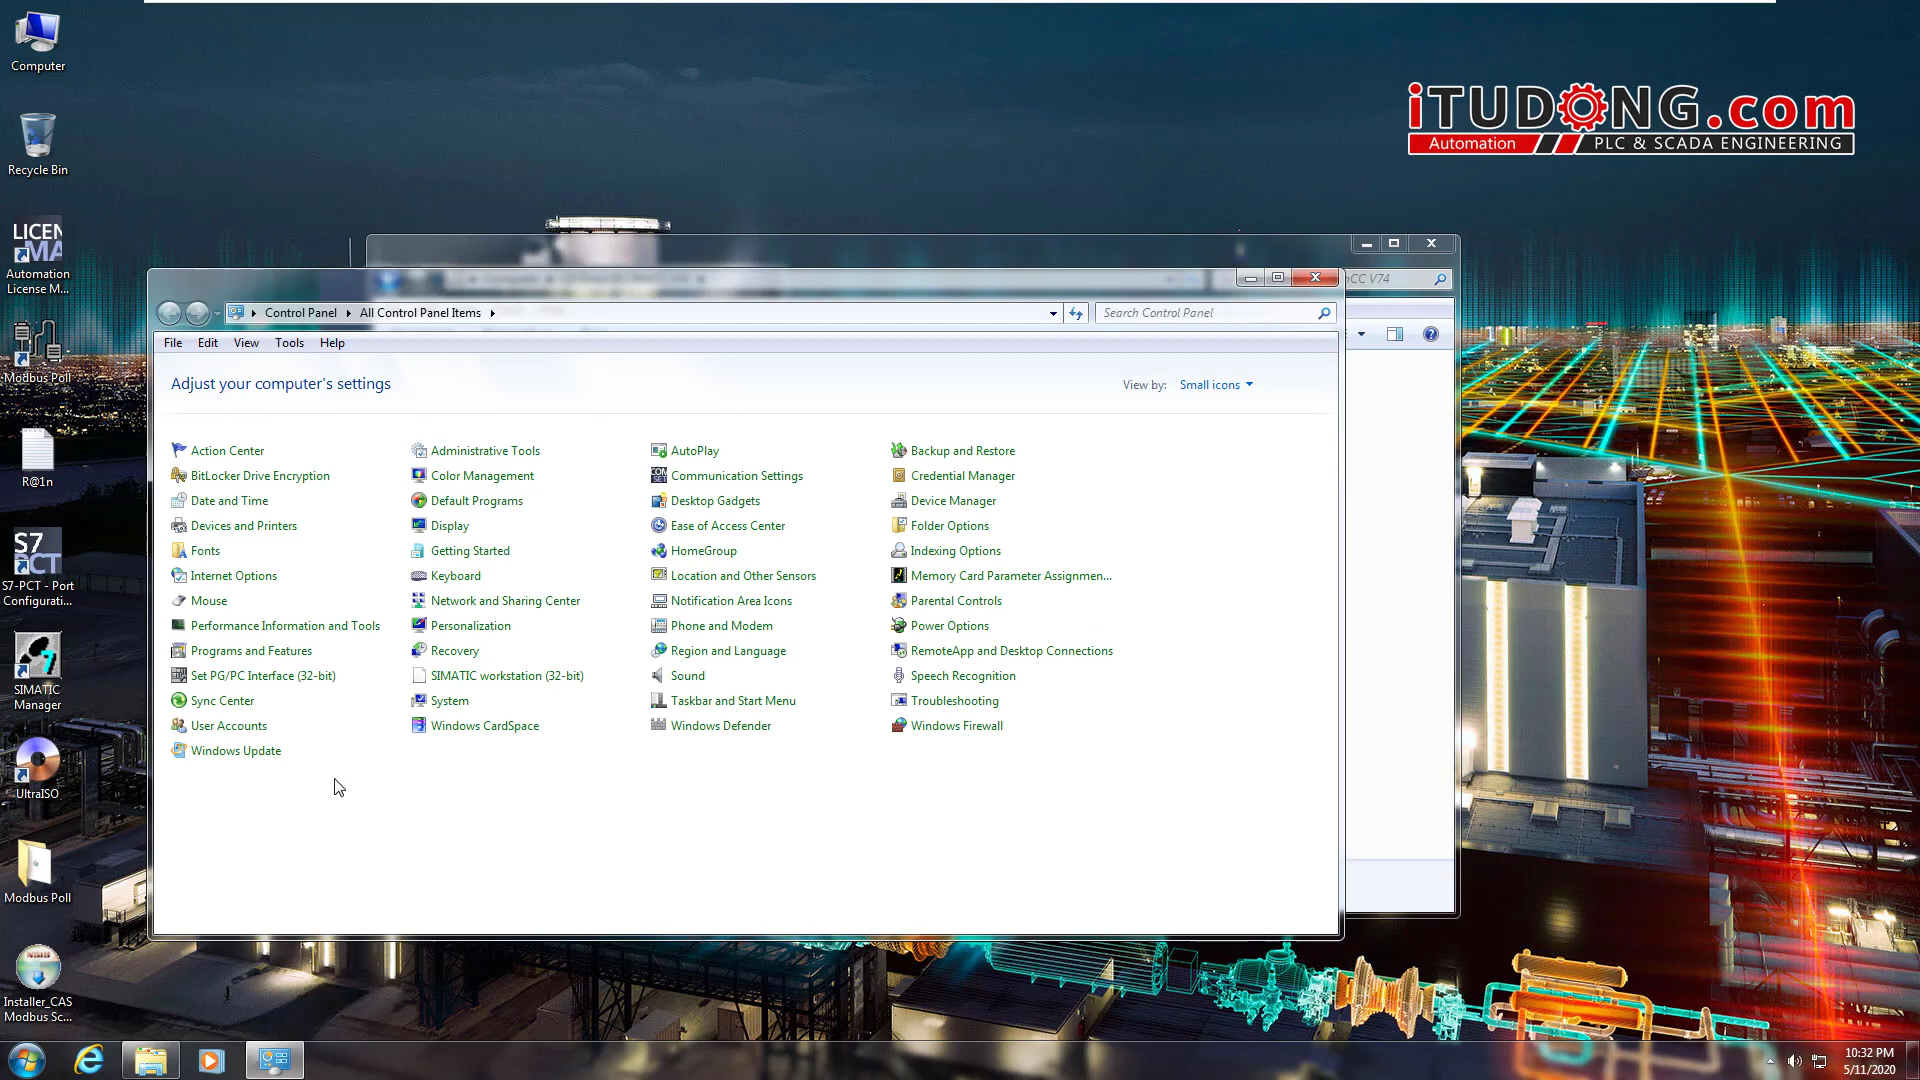 Computer
Recycle Bin
LICEN
MA
Automation
License M...
Modbus Poll
R@1n
S7
PCT
S7-PCT - Port
Configurati...
7
SIMATIC
Manager
UltraISO
Modbus Poll
NSIS
Installer_CAS
Modbus Sc...
iTUDONG.com
Automation PLC & SCADA ENGINEERING
nCC V74
Control Panel All Control Panel Items
Search Control Panel
File Edit View Tools Help
Adjust your computer's settings
View by: Small icons
Action Center Administrative Tools AutoPlay Backup and Restore
BitLocker Drive Encryption Color Management COM SET Communication Settings Credential Manager
Date and Time Default Programs Desktop Gadgets Device Manager
Devices and Printers Display Ease of Access Center Folder Options
Fonts Getting Started HomeGroup Indexing Options
Internet Options Keyboard Location and Other Sensors Memory Card Parameter Assignmen...
Mouse Network and Sharing Center Notification Area Icons Parental Controls
Performance Information and Tools Personalization Phone and Modem Power Options
Programs and Features Recovery Region and Language RemoteApp and Desktop Connections
Set PG/PC Interface (32-bit) SIMATIC workstation (32-bit) Sound Speech Recognition
Sync Center System Taskbar and Start Menu Troubleshooting
User Accounts Windows CardSpace Windows Defender Windows Firewall
Windows Update
10:32 PM
5/11/2020